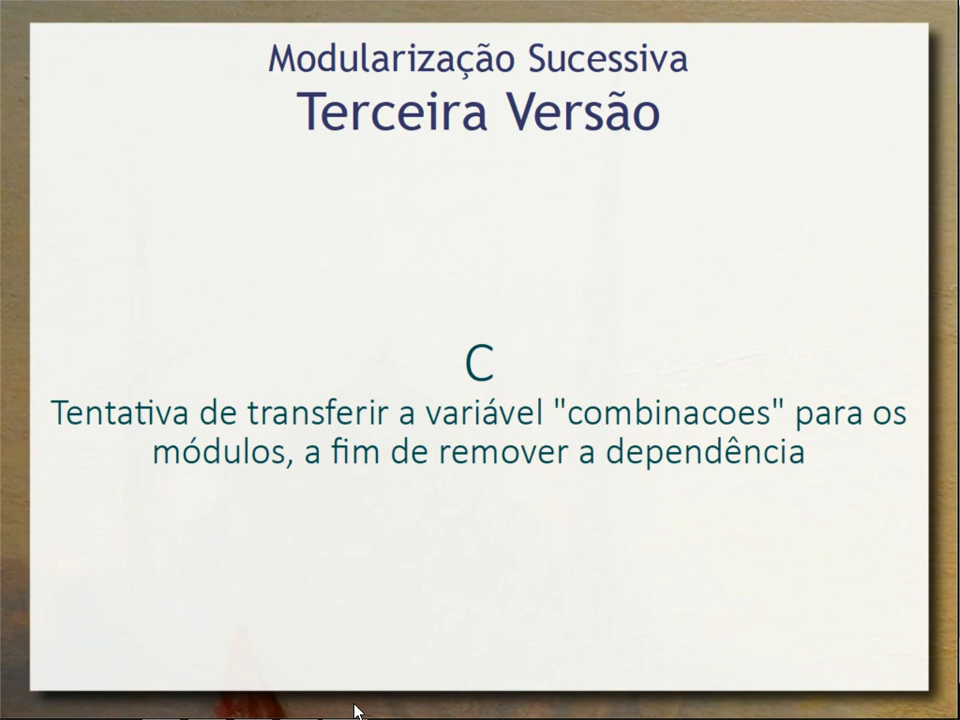 Modularização Sucessiva
Terceira Versão
C
Tentativa de transferir a variável "combinacoes" para os
módulos, a fim de remover a dependência